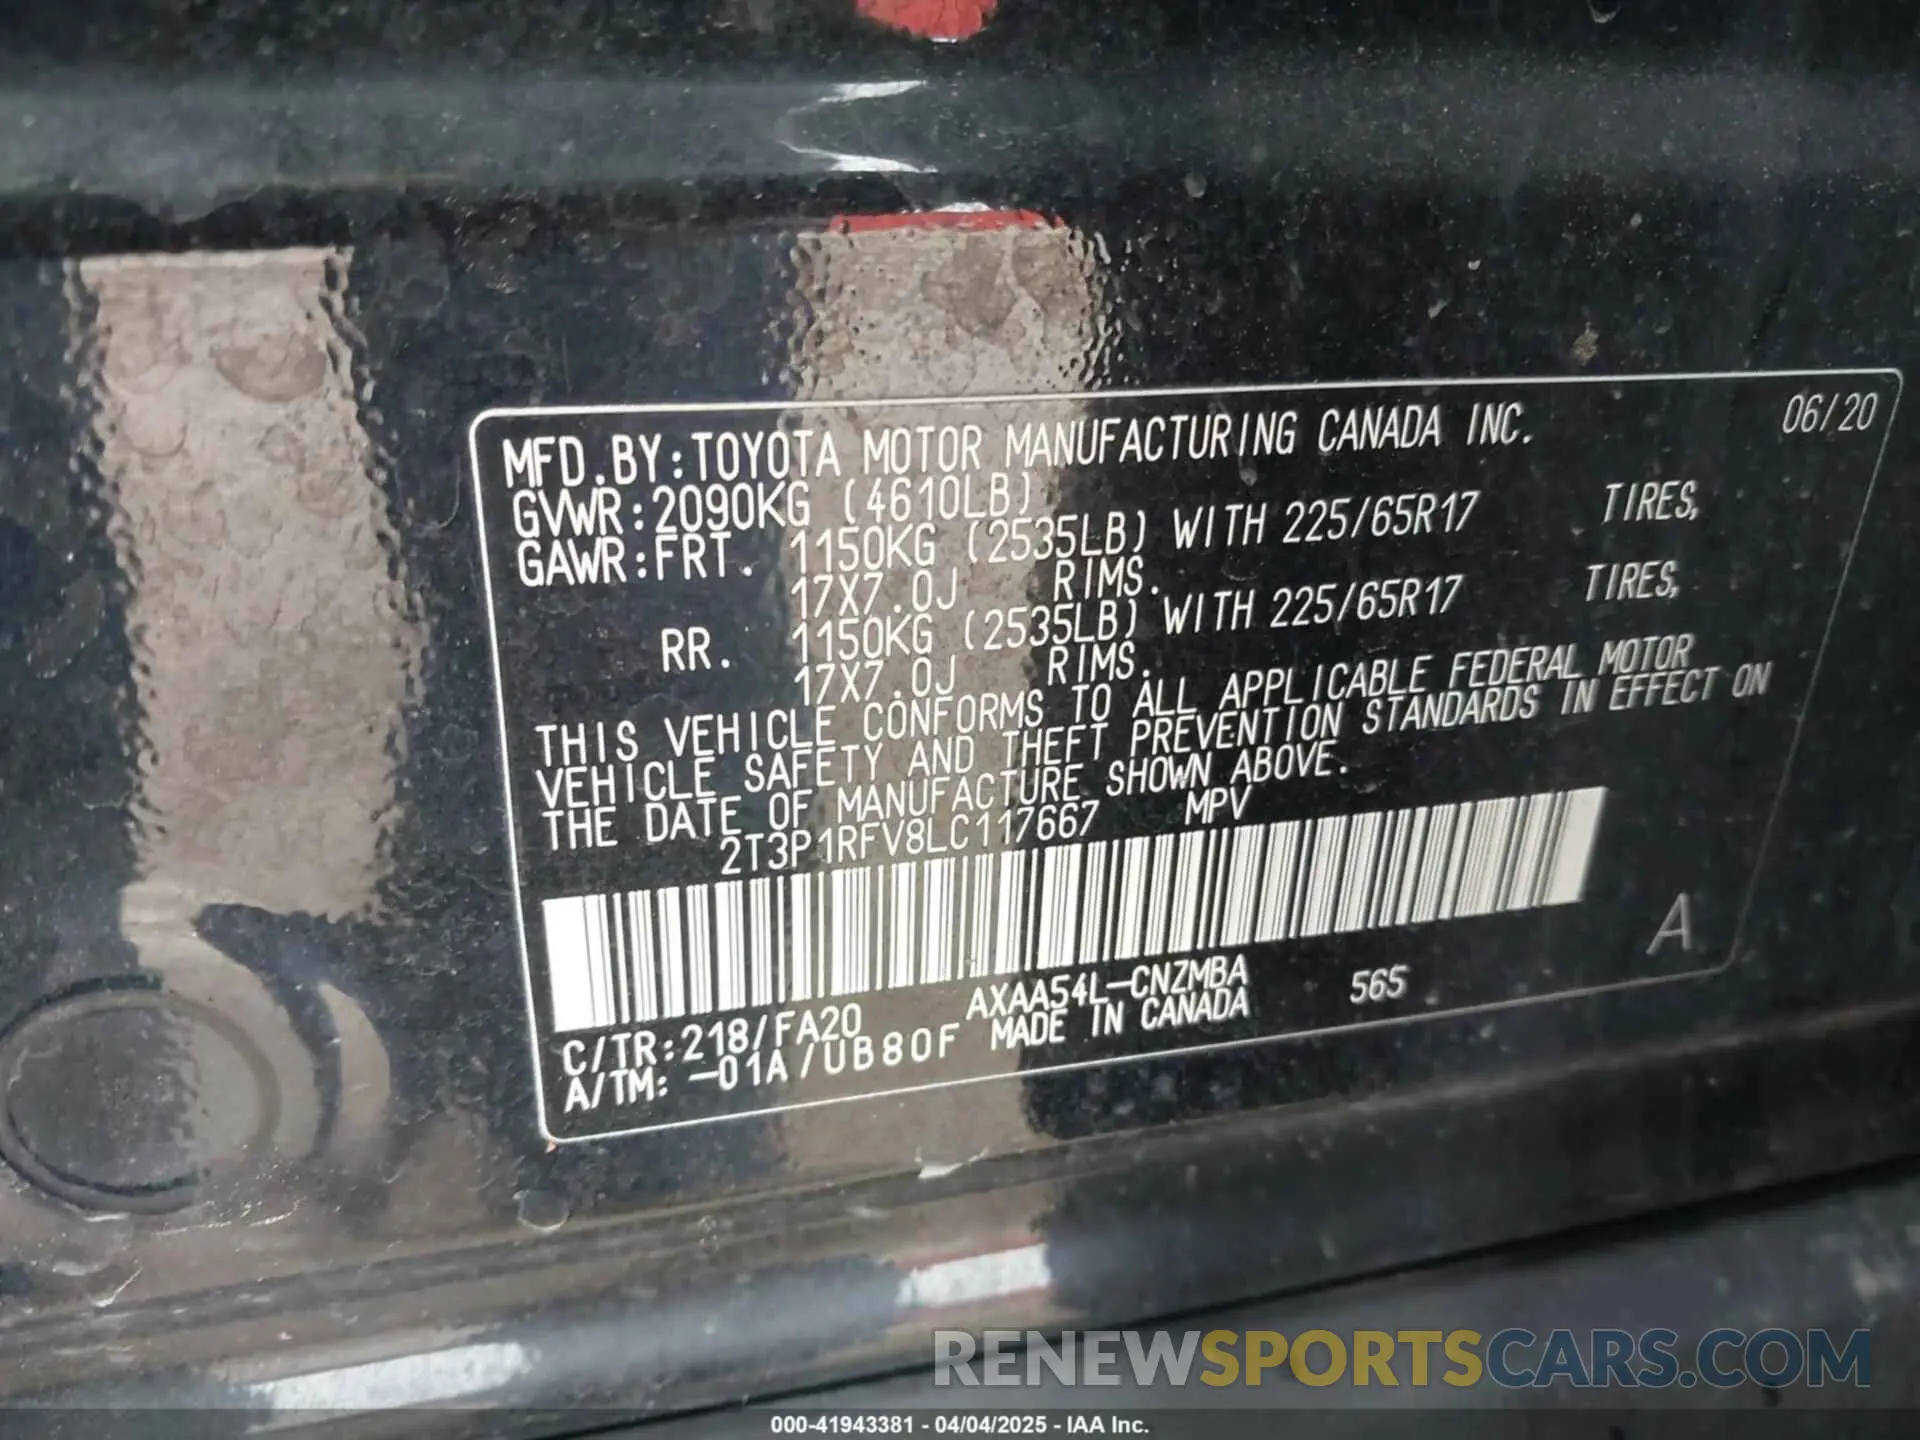 06/20
MFD.BY:TOYOTA MOTOR MANUFACTURING CANADA INC.
GVWR:2090KG (4610LB)
GAWR:FRT. 1150KG (2535LB) WITH 225/65R17 TIRES,
17X7.0J RIMS.
RR. 1150KG (2535LB) WITH 225/65R17 TIRES,
17X7.0J RIMS.
THIS VEHICLE CONFORMS TO ALL APPLICABLE FEDERAL MOTOR
VEHICLE SAFETY AND THEFT PREVENTION STANDARDS IN EFFECT ON
THE DATE OF MANUFACTURE SHOWN ABOVE.
2T3P1RFV8LC117667 MPV
A
C/TR:218/FA20 AXAA54L-CNZMBA 565
A/TM: -01A/UB80F MADE IN CANADA
RENEWSPORTSCARS.COM
000-41943381 - 04/04/2025 - IAA Inc.